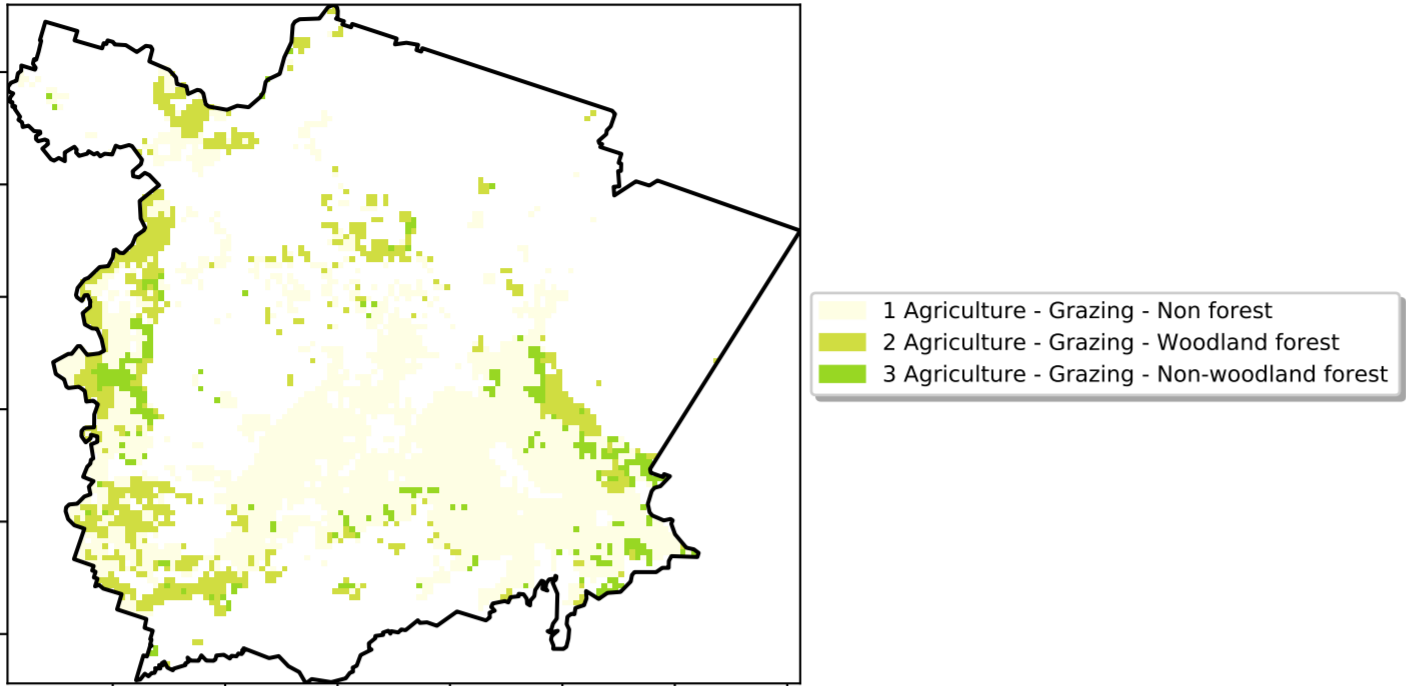 1 Agriculture - Grazing - Non forest
2 Agriculture - Grazing - Woodland forest
3 Agriculture - Grazing - Non-woodland forest